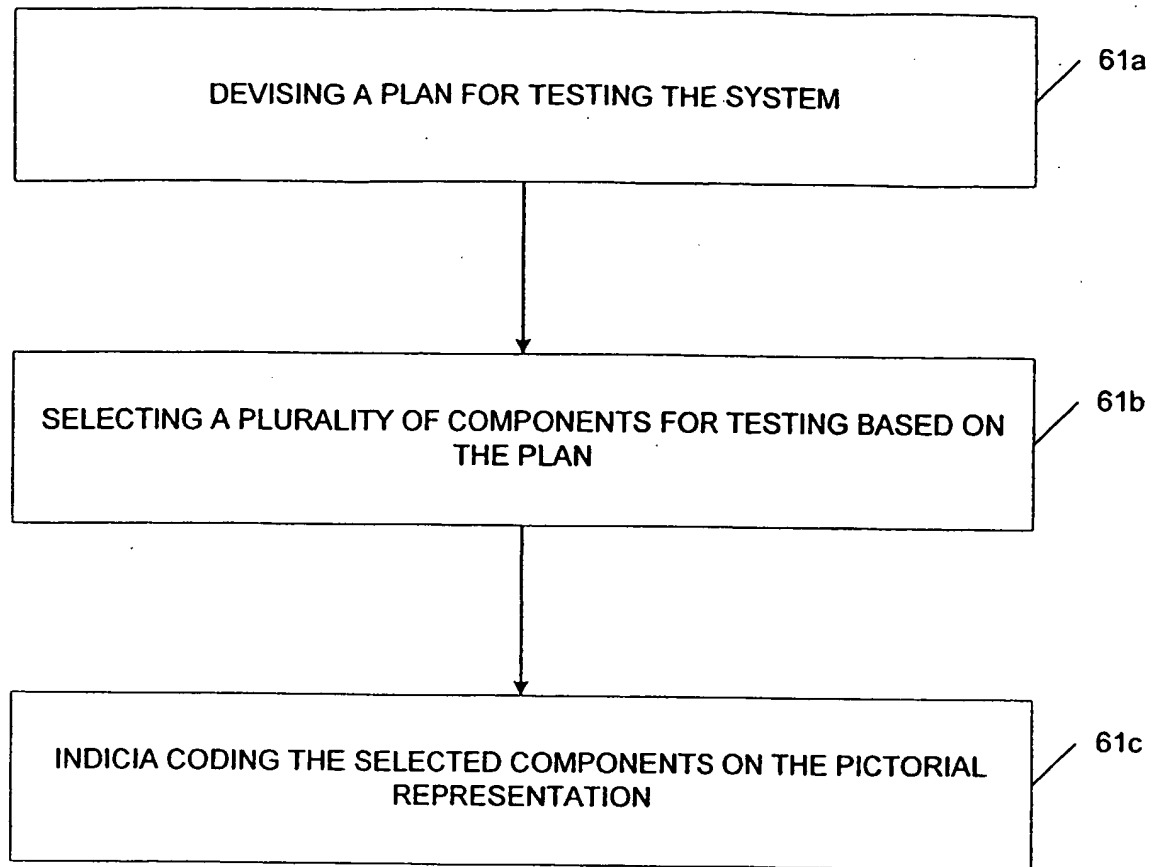 61a
DEVISING A PLAN FOR TESTING THE SYSTEM
61b
SELECTING A PLURALITY OF COMPONENTS FOR TESTING BASED ON
THE PLAN
61c
INDICIA CODING THE SELECTED COMPONENTS ON THE PICTORIAL
REPRESENTATION